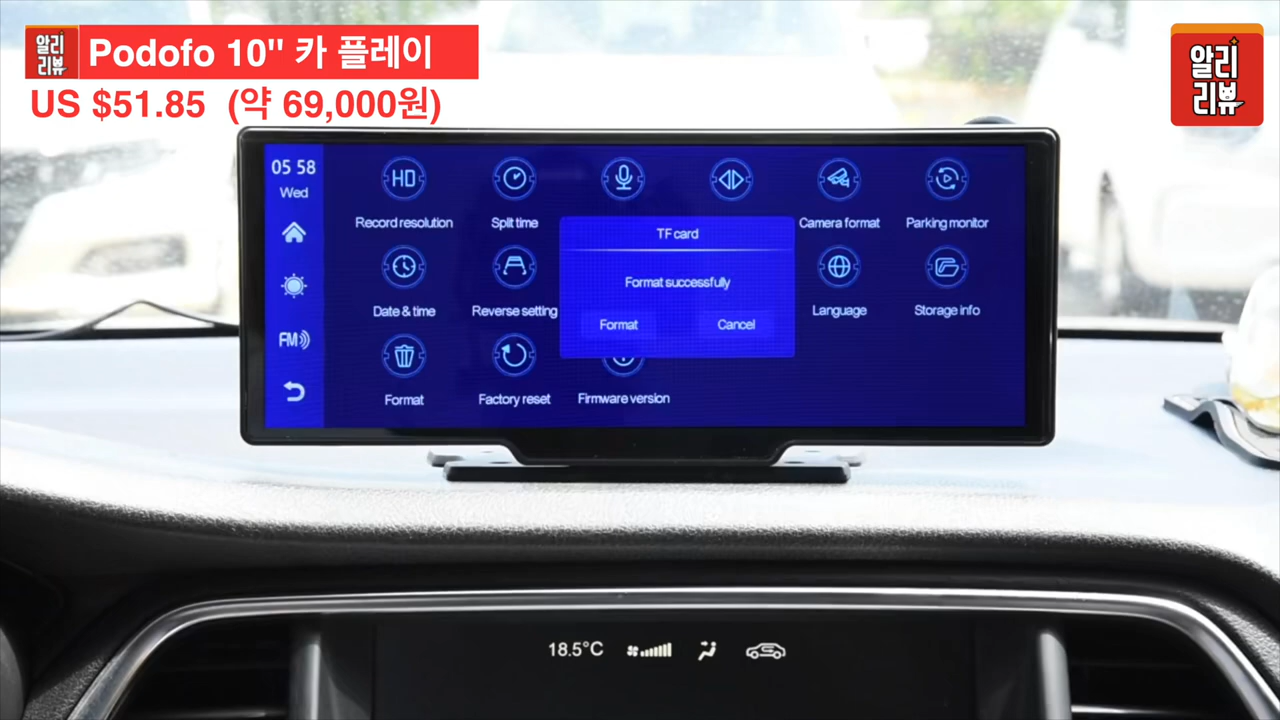 알리
리뷰
Podofo 10" 카 플레이
US $51.85 (약 69,000원)
알리
리뷰
05 58
Wed
FM
HD
Record resolution
Split time
Camera format
Parking monitor
TF card
Format successfully
Format
Cancel
Date & time
Reverse setting
Language
Storage info
Format
Factory reset
Firmware version
18.5°C